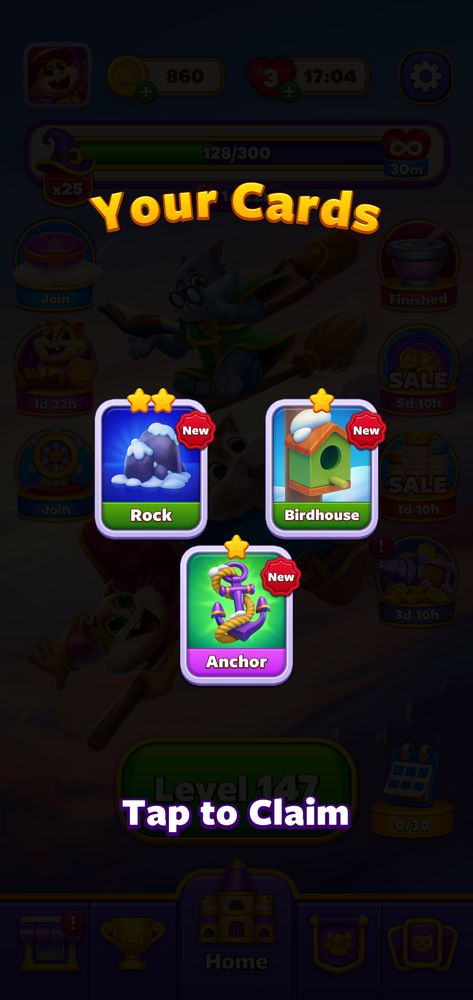 860
3
17:04
128/300
x25
30m
Your Cards
Join
Finished
1d 22h
SALE
5d 10h
New
New
Rock
Birdhouse
Join
SALE
1d 10h
New
Anchor
!
3d 10h
Level 147
Tap to Claim
0/30
!
Home